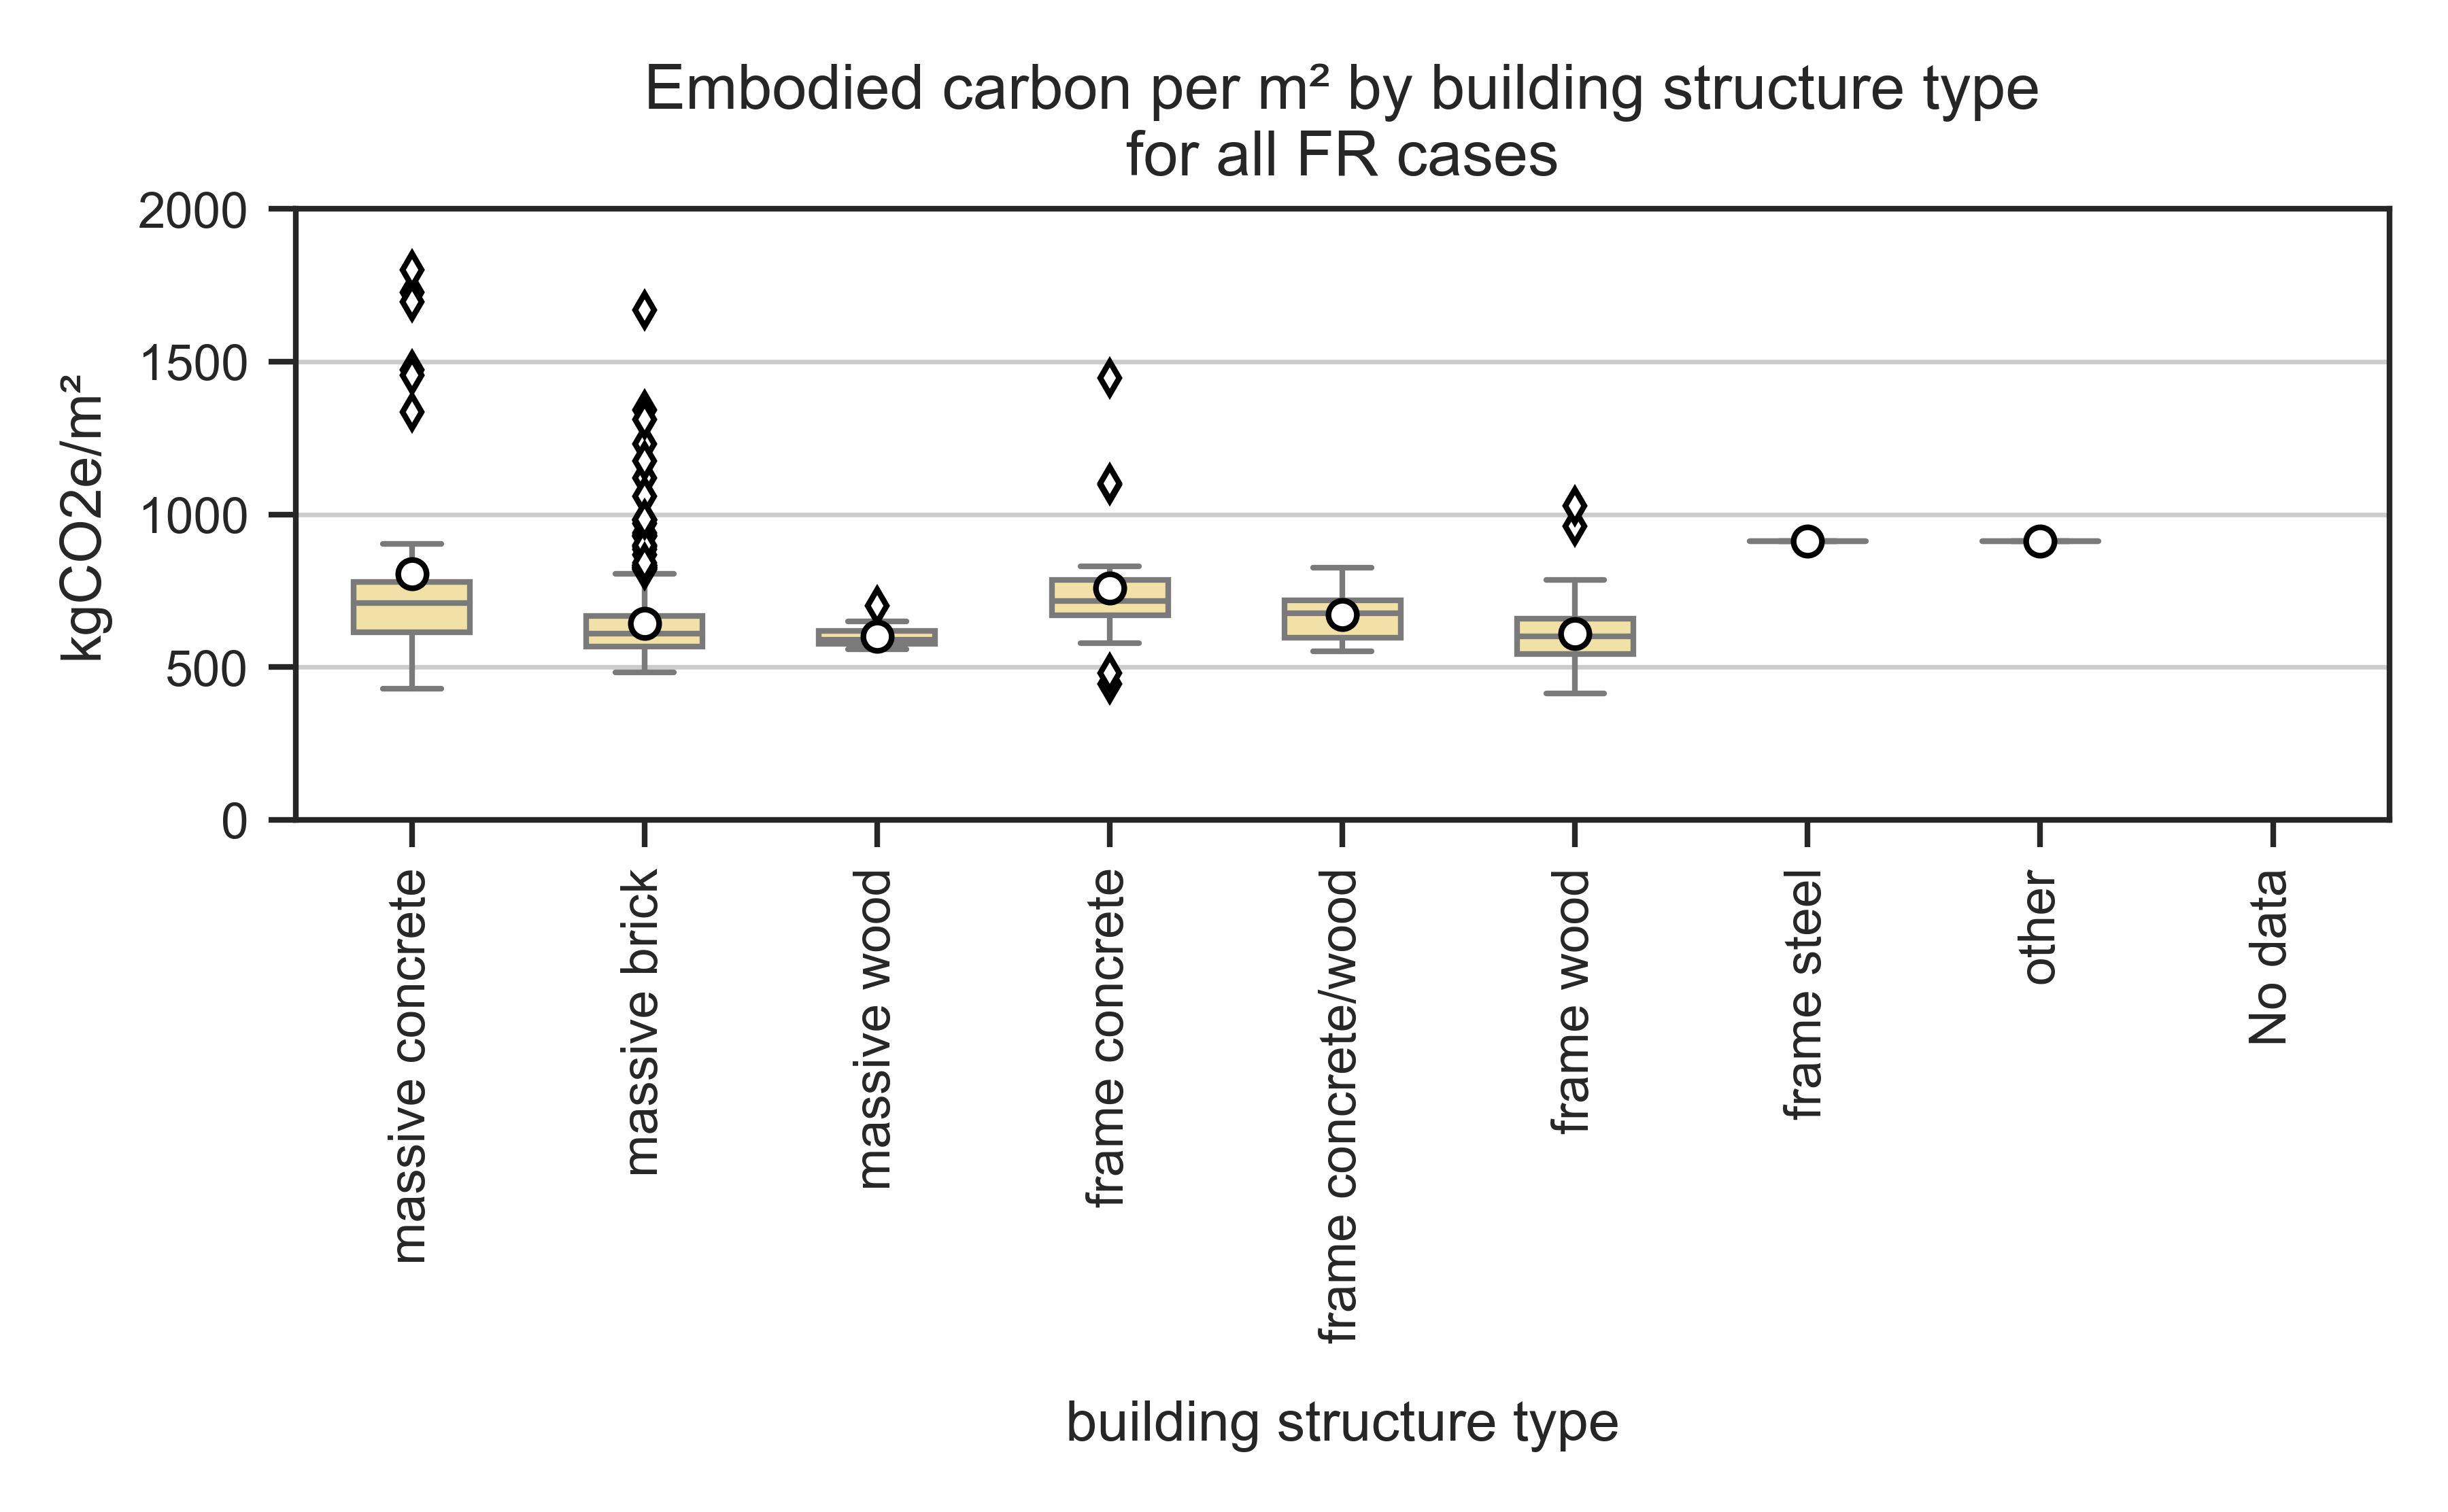 Embodied carbon per m² by building structure type
for all FR cases
kgCO2e/m²
2000
1500
1000
500
0
massive concrete
massive brick
massive wood
frame concrete
frame concrete/wood
frame wood
frame steel
other
No data
building structure type